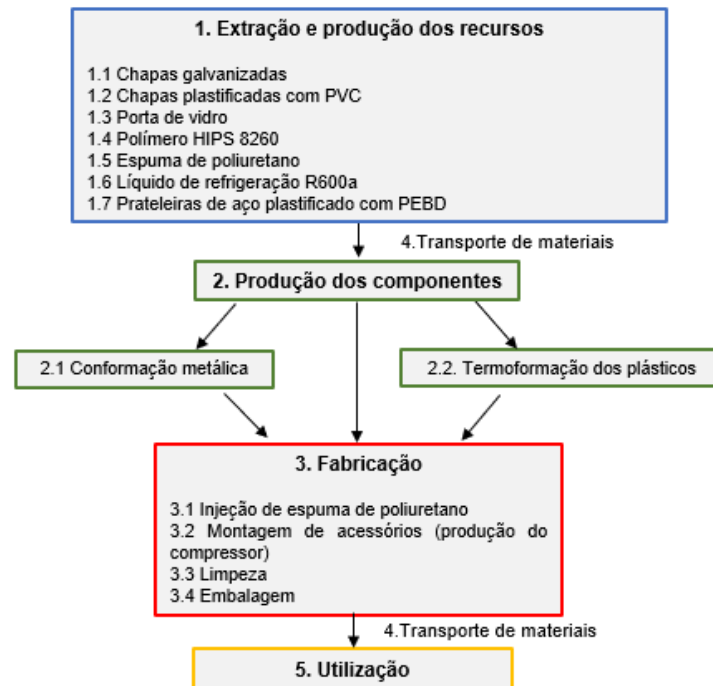 1. Extração e produção dos recursos
1.1 Chapas galvanizadas
1.2 Chapas plastificadas com PVC
1.3 Porta de vidro
1.4 Polímero HIPS 8260
1.5 Espuma de poliuretano
1.6 Líquido de refrigeração R600a
1.7 Prateleiras de aço plastificado com PEBD
4.Transporte de materiais
2. Produção dos componentes
2.1 Conformação metálica
2.2. Termoformação dos plásticos
3. Fabricação
3.1 Injeção de espuma de poliuretano
3.2 Montagem de acessórios (produção do
compressor)
3.3 Limpeza
3.4 Embalagem
4.Transporte de materiais
5. Utilização